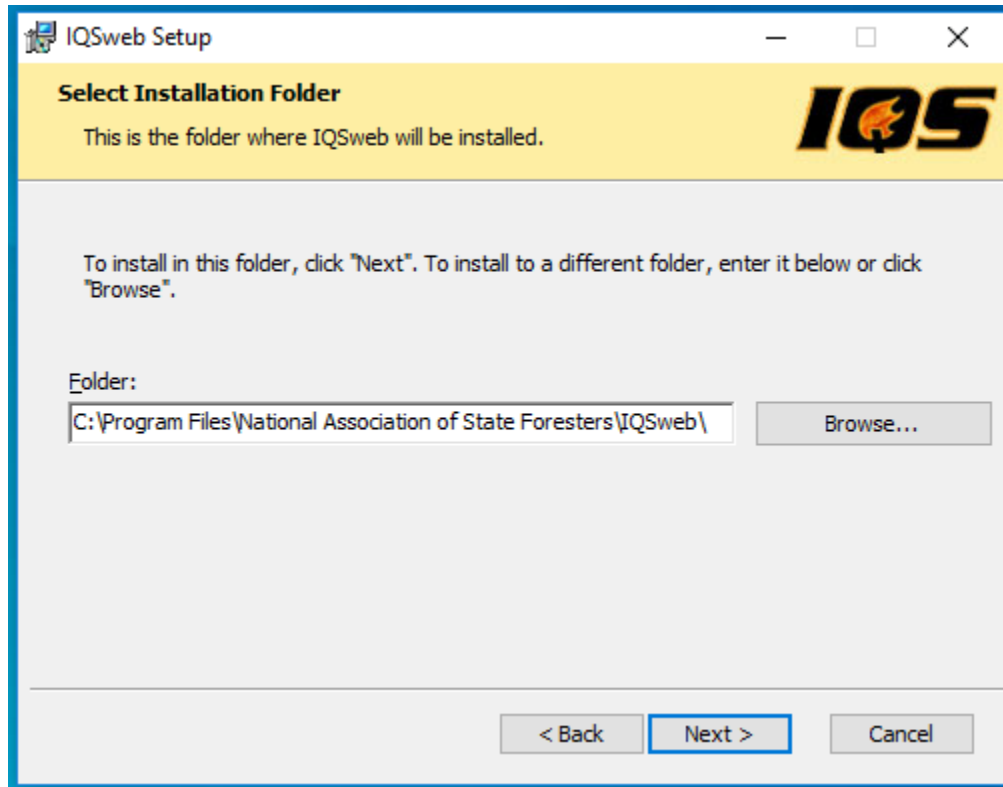 IQSweb Setup
Select Installation Folder
This is the folder where IQSweb will be installed.
IQS
To install in this folder, click "Next". To install to a different folder, enter it below or click
"Browse".
Folder:
C:\Program Files\National Association of State Foresters\IQSweb\
Browse...
< Back
Next >
Cancel